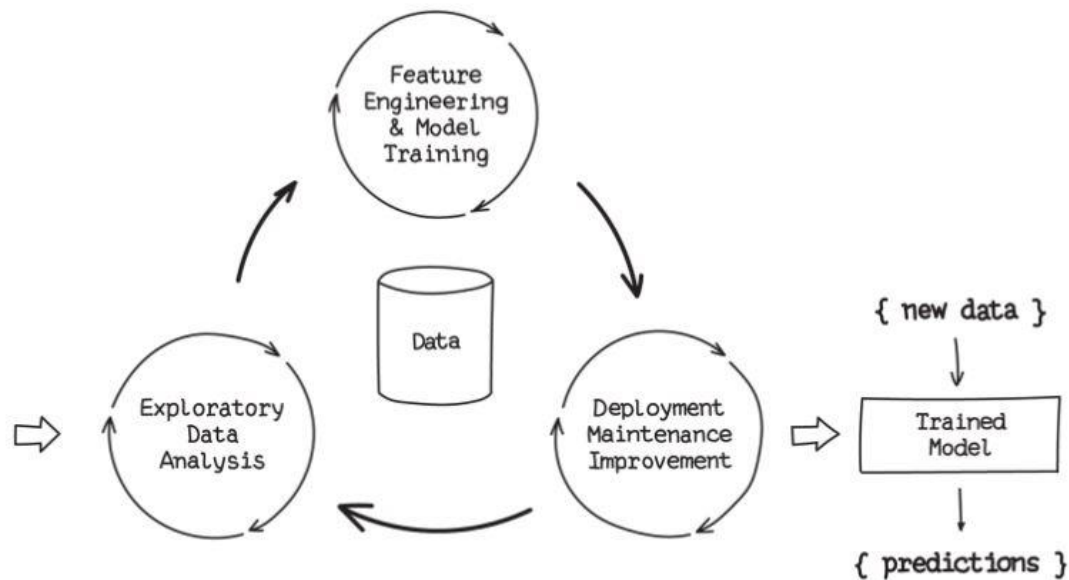 Feature
Engineering
& Model
Training
Data
Exploratory
Data
Analysis
Deployment
Maintenance
Improvement
{ new data }
Trained
Model
{ predictions }